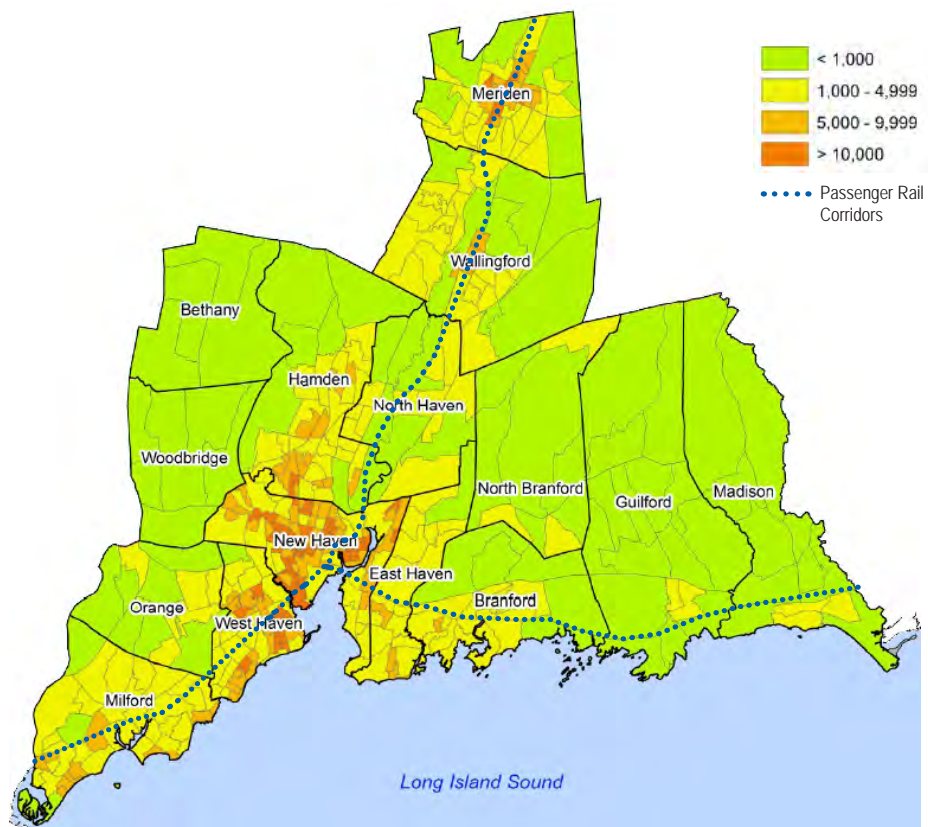 < 1,000
Meriden
1,000 - 4,999
5,000 - 9,999
> 10,000
Passenger Rail
Corridors
Wallingford
Bethany
Hamden
North Haven
Woodbridge
North Branford
Guilford
Madison
New Haven
East Haven
Branford
Orange
West Haven
Milford
Long Island Sound